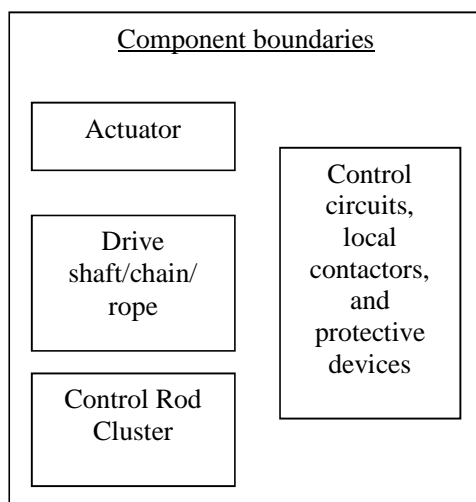 Component boundaries
Actuator
Drive
shaft/chain/
rope
Control Rod
Cluster
Control
circuits,
local
contactors,
and
protective
devices